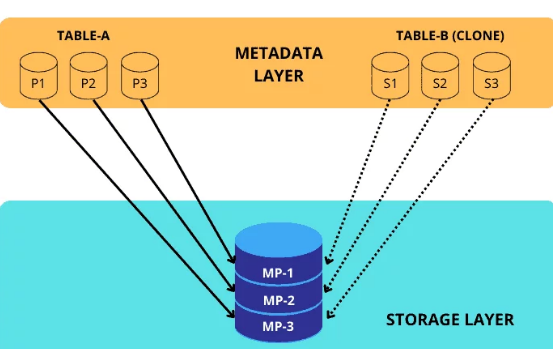 TABLE-A
TABLE-B (CLONE)
METADATA
LAYER
P1
P2
P3
S1
S2
S3
MP-1
MP-2
MP-3
STORAGE LAYER